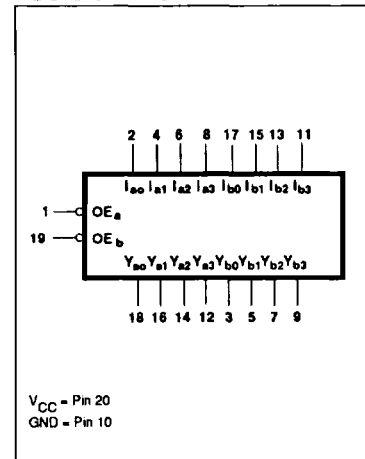 2 4 6 8 17 15 13 11
Iao Ia1 Ia2 Ia3 Ib0 Ib1 Ib2 Ib3
1 OEa
19 OEb
Yao Ya1 Ya2 Ya3 Yb0 Yb1 Yb2 Yb3
18 16 14 12 3 5 7 9
VCC = Pin 20
GND = Pin 10